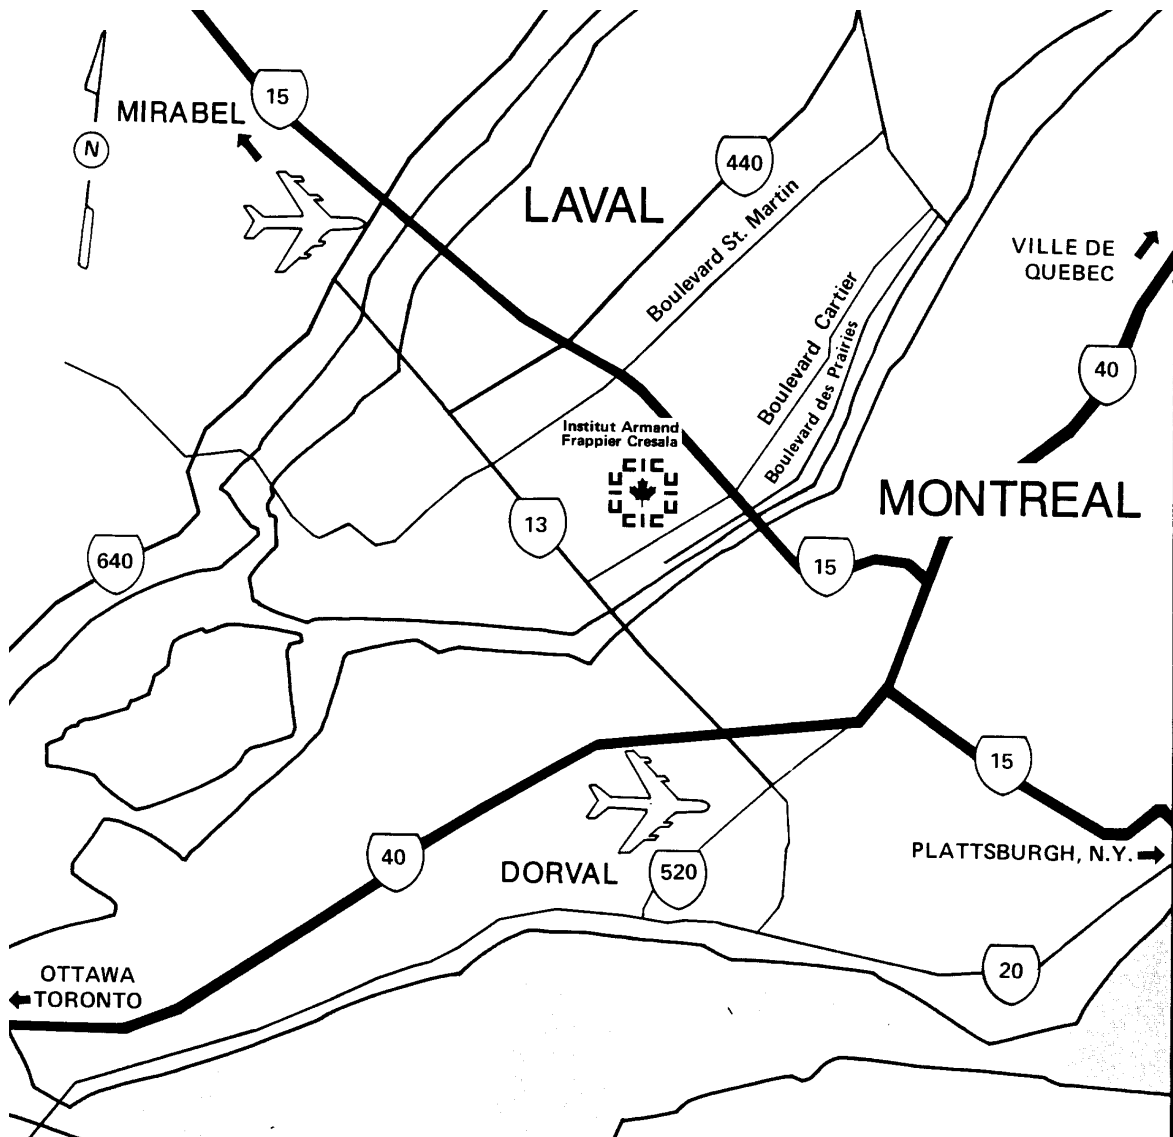 15
MIRABEL
N
440
LAVAL
Boulevard St. Martin
VILLE DE
QUEBEC
Boulevard Cartier
Boulevard des Prairies
40
Institut Armand
Frappier Cresala
MONTREAL
13
640
15
15
40
DORVAL
520
PLATTSBURGH, N.Y.
20
OTTAWA
TORONTO